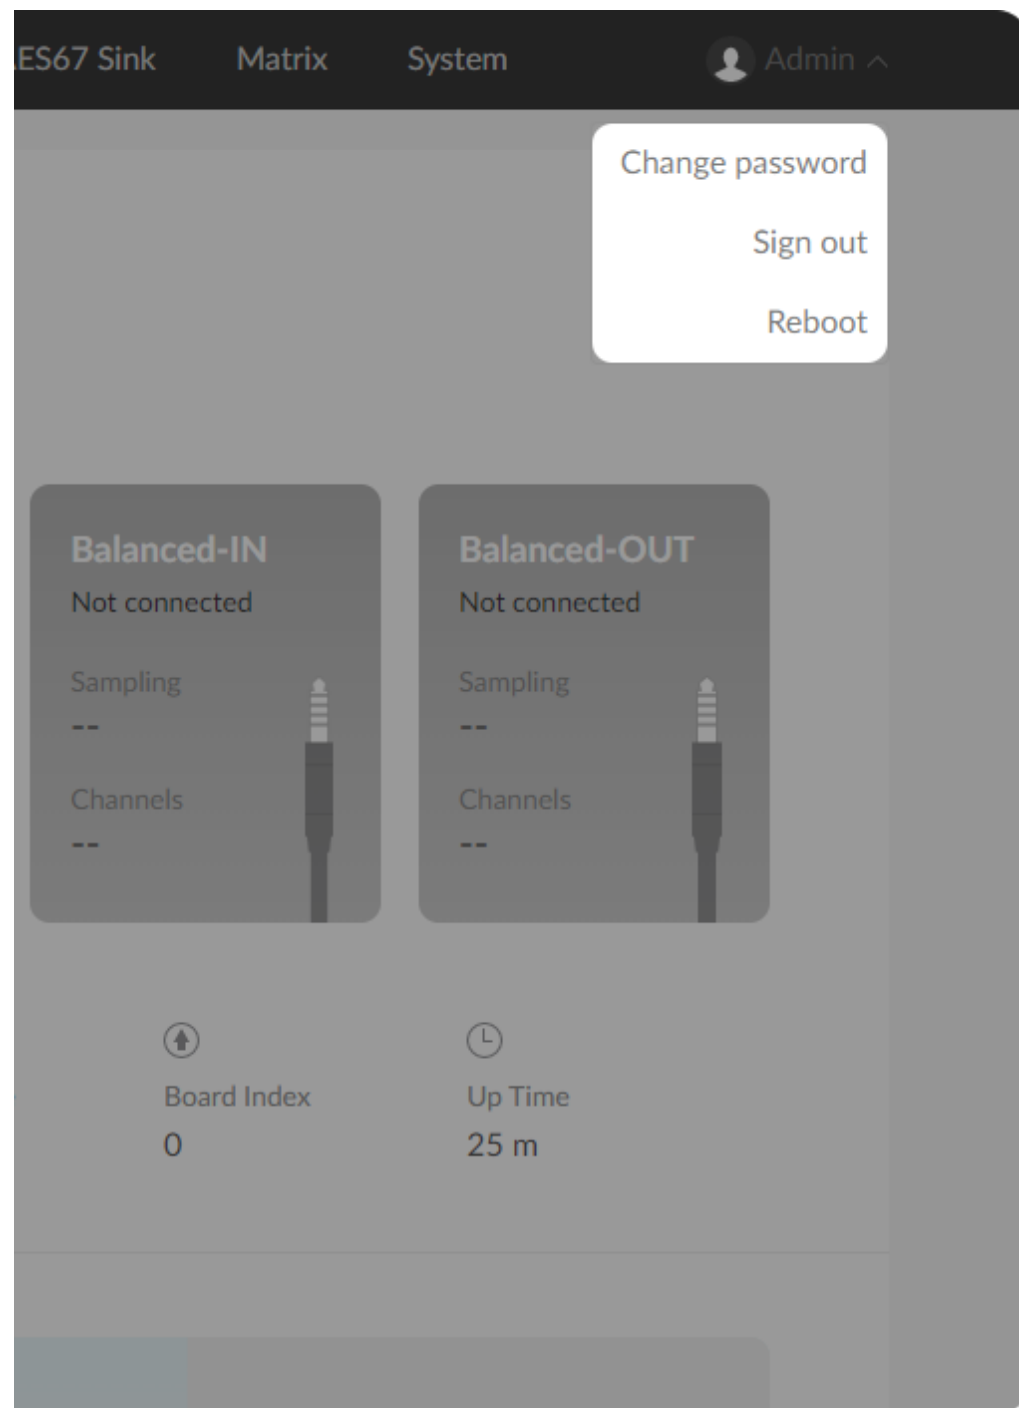 .ES67 Sink Matrix System Admin
Change password
Sign out
Reboot
Balanced-IN
Not connected
Sampling
--
Channels
--
Balanced-OUT
Not connected
Sampling
--
Channels
--
Board Index
0
Up Time
25 m